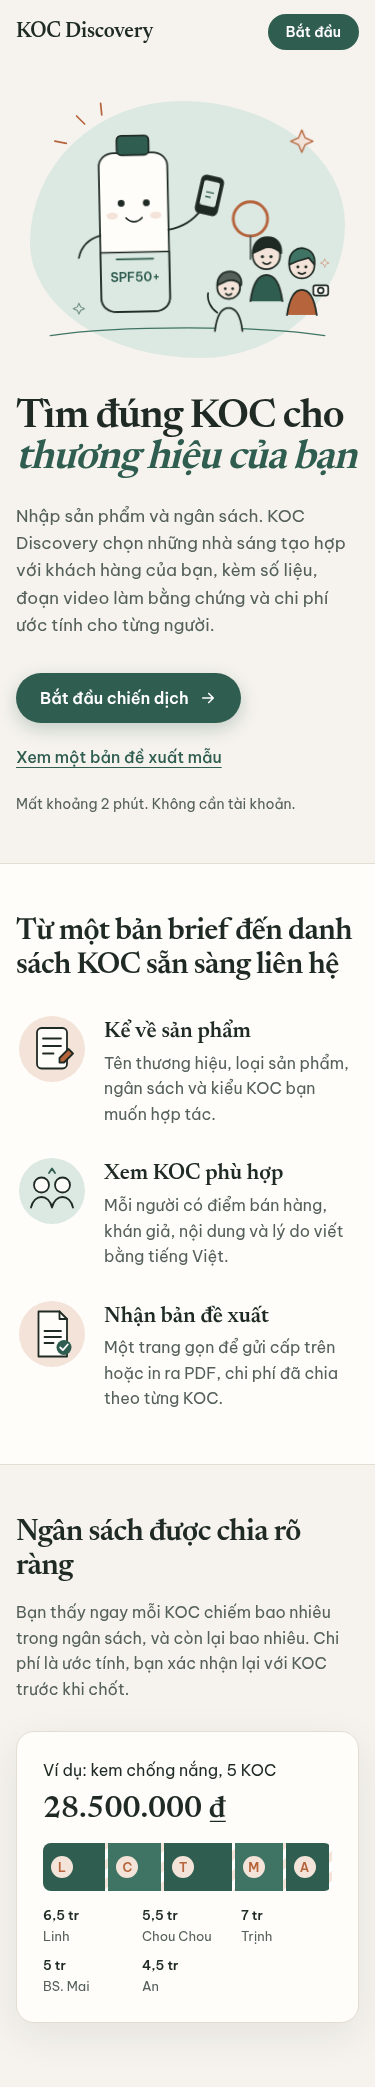 KOC Discovery
Bắt đầu
SPF50+
Tìm đúng KOC cho
thương hiệu của bạn
Nhập sản phẩm và ngân sách. KOC
Discovery chọn những nhà sáng tạo hợp
với khách hàng của bạn, kèm số liệu,
đoạn video làm bằng chứng và chi phí
ước tính cho từng người.
Bắt đầu chiến dịch →
Xem một bản đề xuất mẫu
Mất khoảng 2 phút. Không cần tài khoản.
Từ một bản brief đến danh
sách KOC sẵn sàng liên hệ
Kể về sản phẩm
Tên thương hiệu, loại sản phẩm,
ngân sách và kiểu KOC bạn
muốn hợp tác.
Xem KOC phù hợp
Mỗi người có điểm bán hàng,
khán giả, nội dung và lý do viết
bằng tiếng Việt.
Nhận bản đề xuất
Một trang gọn để gửi cấp trên
hoặc in ra PDF, chi phí đã chia
theo từng KOC.
Ngân sách được chia rõ
ràng
Bạn thấy ngay mỗi KOC chiếm bao nhiêu
trong ngân sách, và còn lại bao nhiêu. Chi
phí là ước tính, bạn xác nhận lại với KOC
trước khi chốt.
Ví dụ: kem chống nắng, 5 KOC
28.500.000 ₫
L C T M A
6,5 tr 5,5 tr 7 tr
Linh Chou Chou Trịnh
5 tr 4,5 tr
BS. Mai An